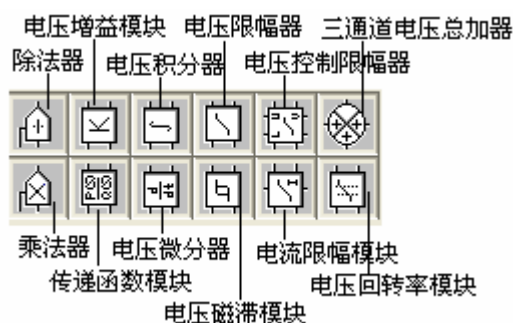 电压增益模块 电压限幅器 三通道电压总加器
除法器 电压积分器 电压控制限幅器
乘法器 电压微分器 电流限幅模块
传递函数模块 电压回转率模块
电压磁滞模块